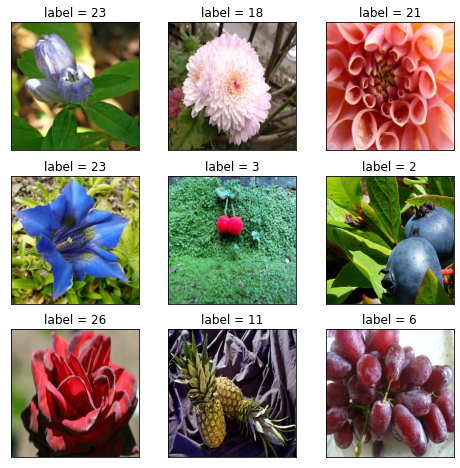 label = 23
label = 18
label = 21
label = 23
label = 3
label = 2
label = 26
label = 11
label = 6